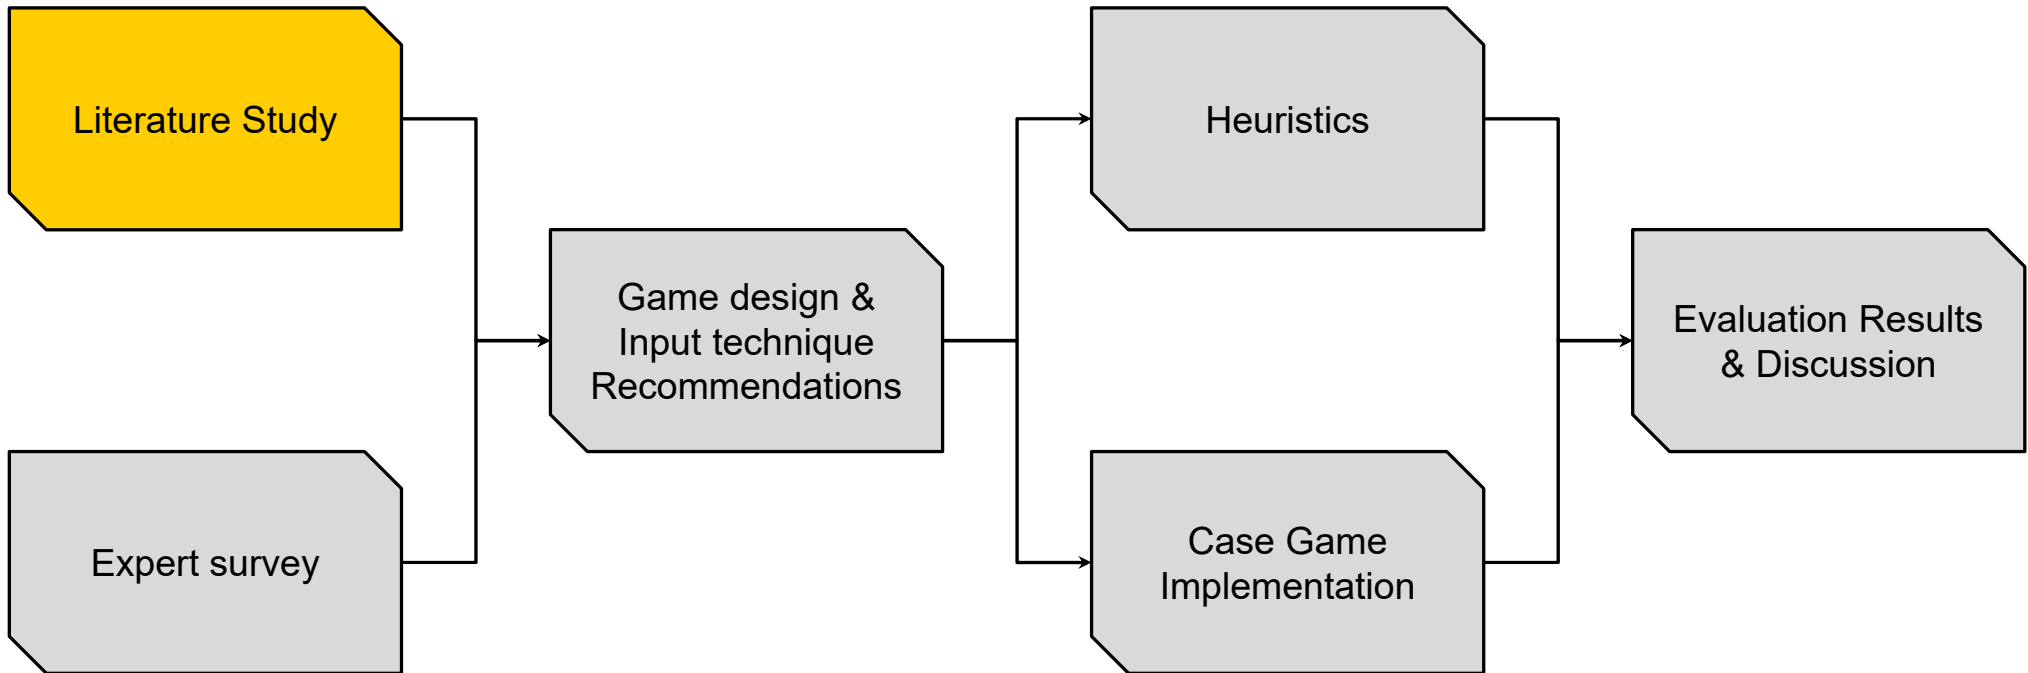 Literature Study
Expert survey
Game design &
Input technique
Recommendations
Heuristics
Case Game
Implementation
Evaluation Results
& Discussion